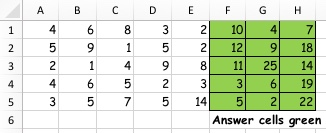 A B C D E F G H
1 4 6 8 3 2 10 4 7
2 5 9 1 5 2 12 9 18
3 2 1 4 9 8 11 25 14
4 4 6 5 2 3 3 6 19
5 3 5 7 5 14 5 2 22
6 Answer cells green